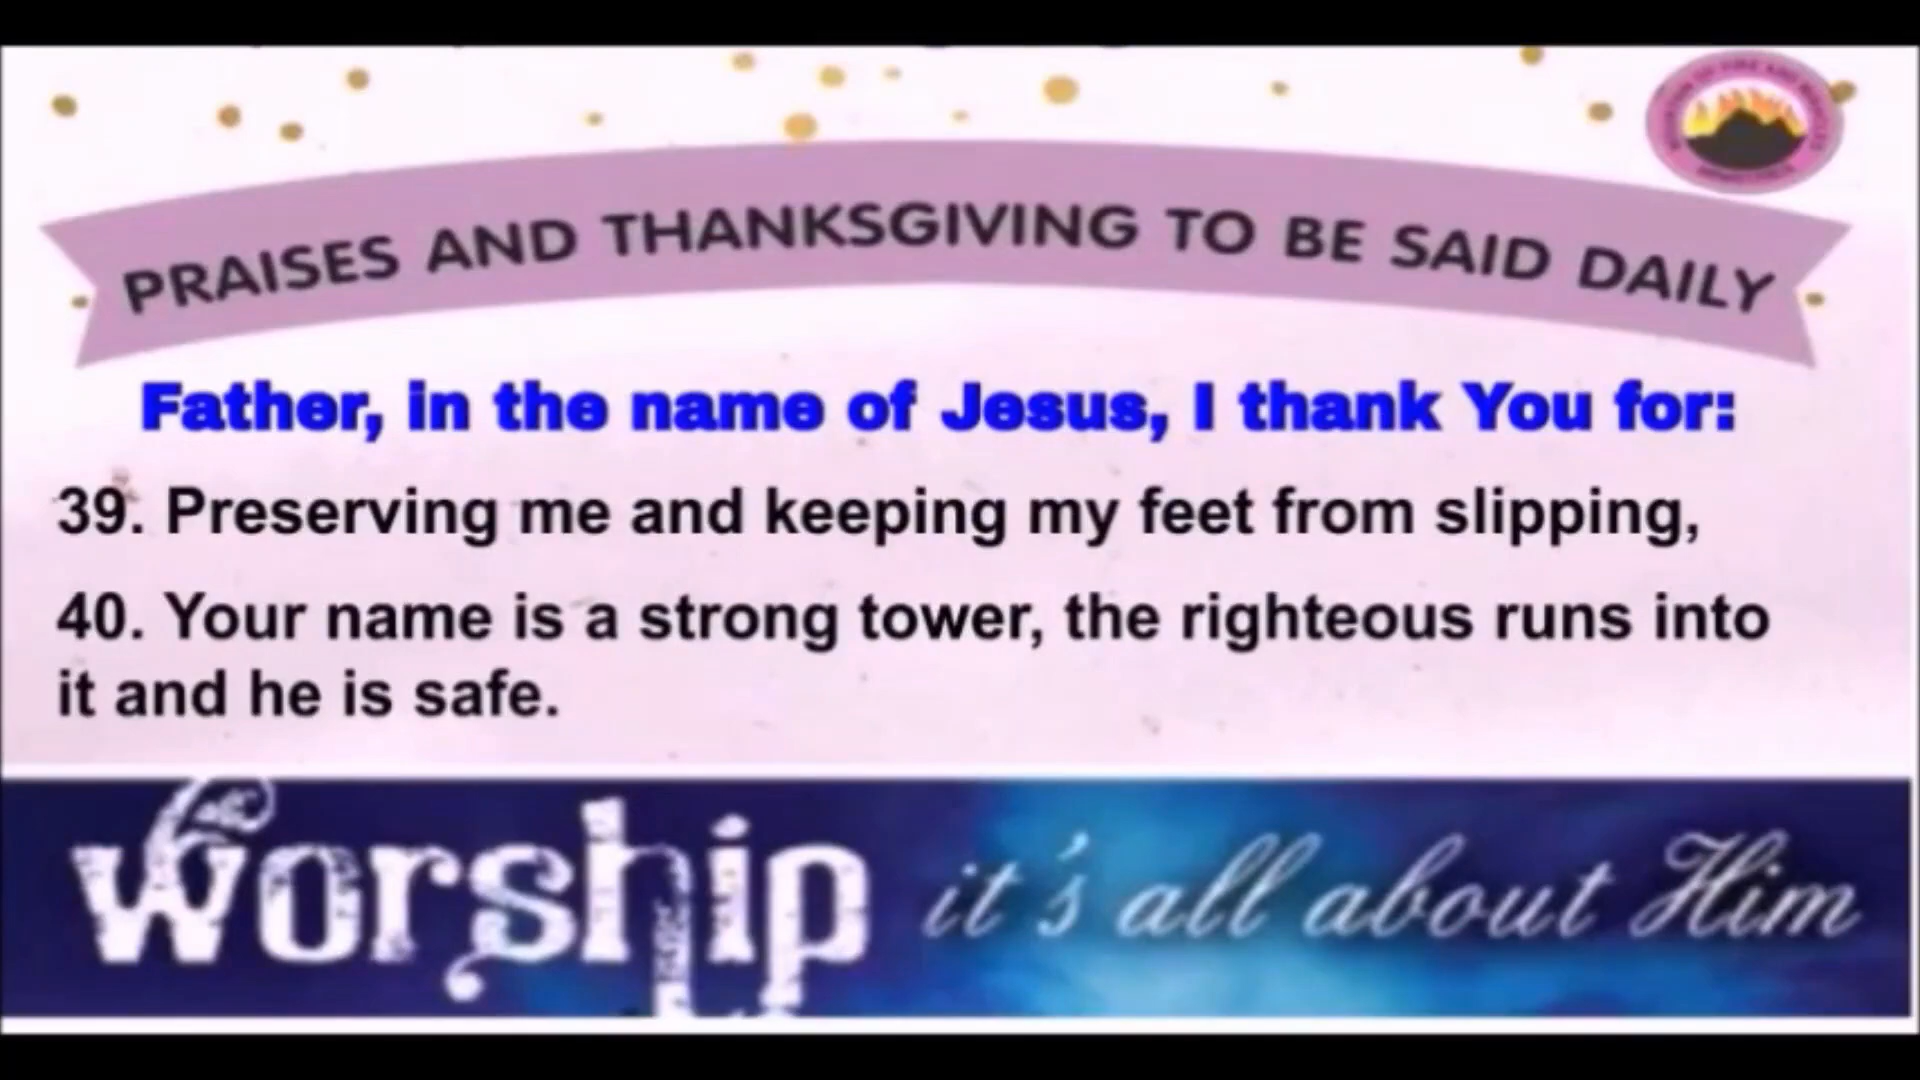 PRAISES AND THANKSGIVING TO BE SAID DAILY
Father, in the name of Jesus, I thank You for:
39. Preserving me and keeping my feet from slipping,
40. Your name is a strong tower, the righteous runs into
it and he is safe.
worship it's all about Him